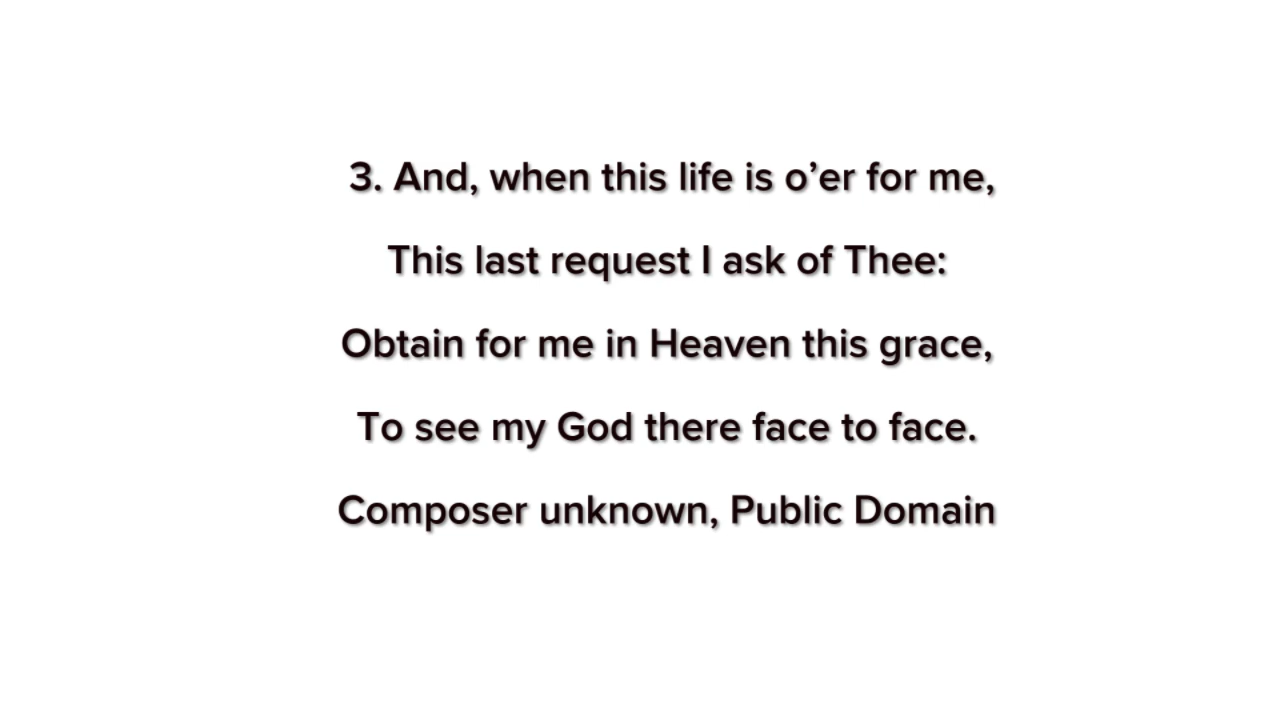 3. And, when this life is o’er for me,
This last request I ask of Thee:
Obtain for me in Heaven this grace,
To see my God there face to face.
Composer unknown, Public Domain